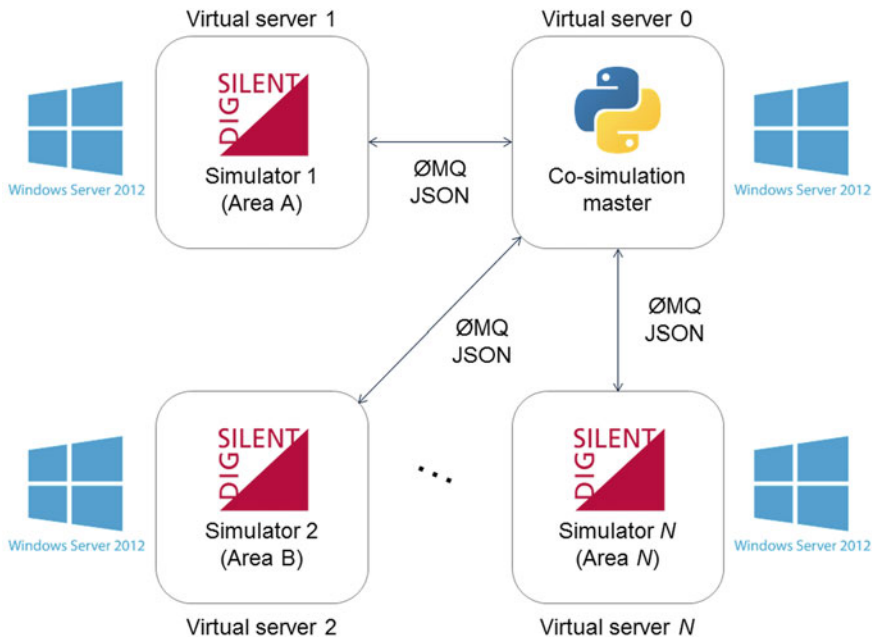 Virtual server 1
Virtual server 0
Windows Server 2012
DIG SILENT
Simulator 1
(Area A)
ØMQ
JSON
Co-simulation
master
Windows Server 2012
ØMQ
JSON
ØMQ
JSON
Windows Server 2012
DIG SILENT
Simulator 2
(Area B)
...
DIG SILENT
Simulator N
(Area N)
Windows Server 2012
Virtual server 2
Virtual server N